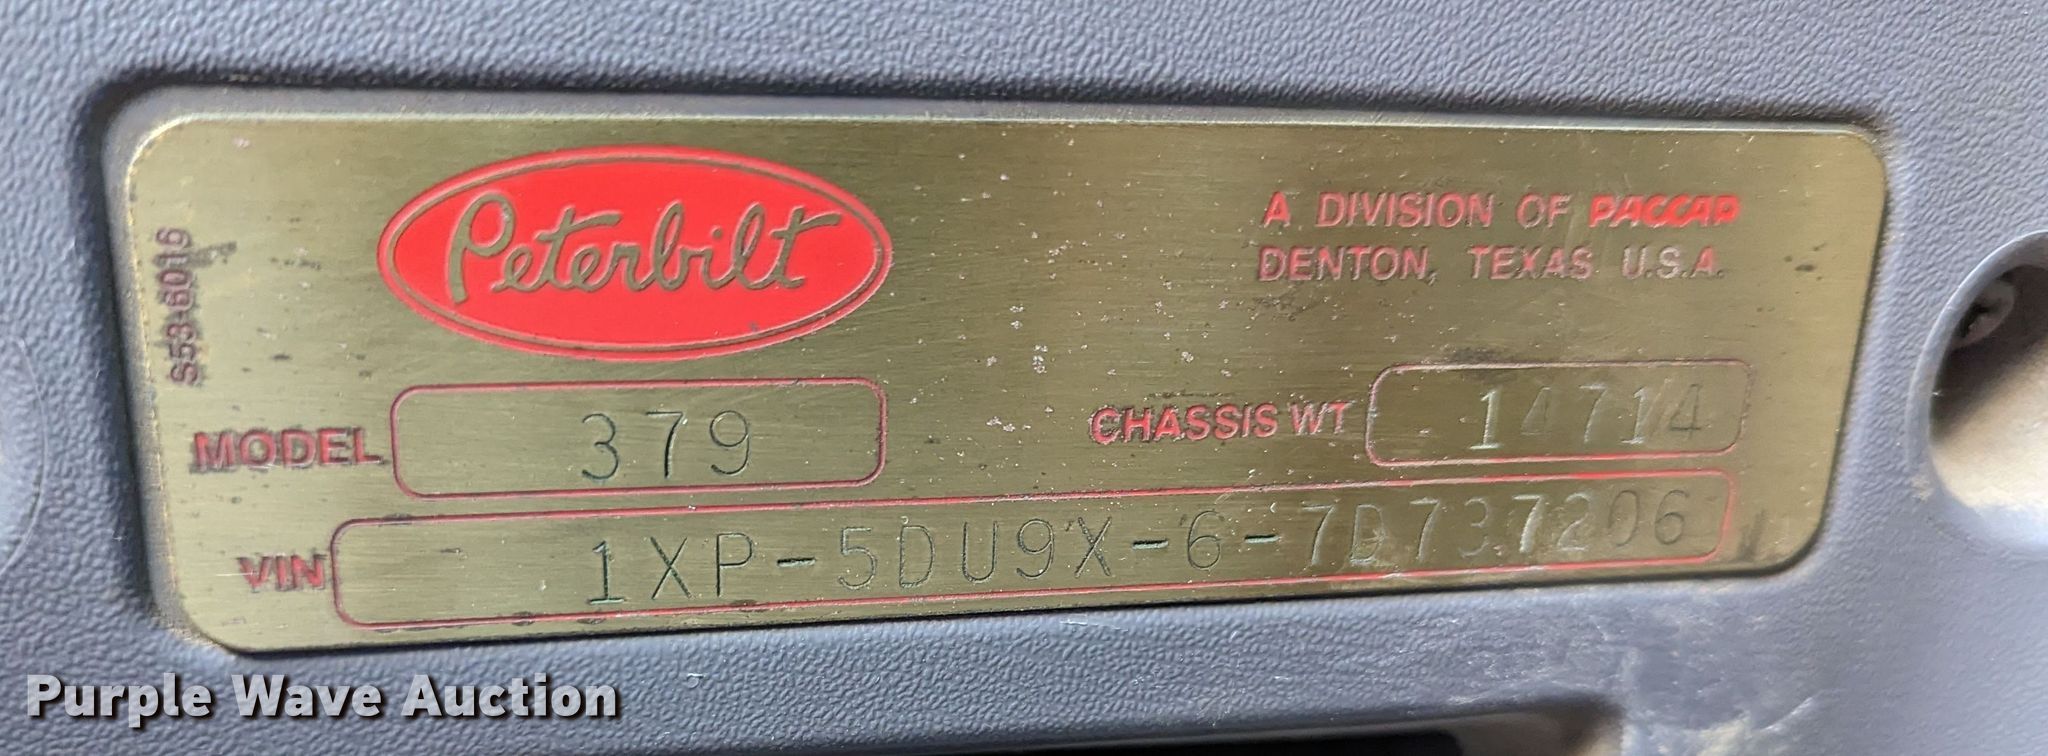 Peterbilt
A DIVISION OF PACCAR
DENTON, TEXAS U.S.A.
S53-6016
MODEL 379
CHASSIS WT 14714
VIN 1XP-5DU9X-6-7D737206
Purple Wave Auction